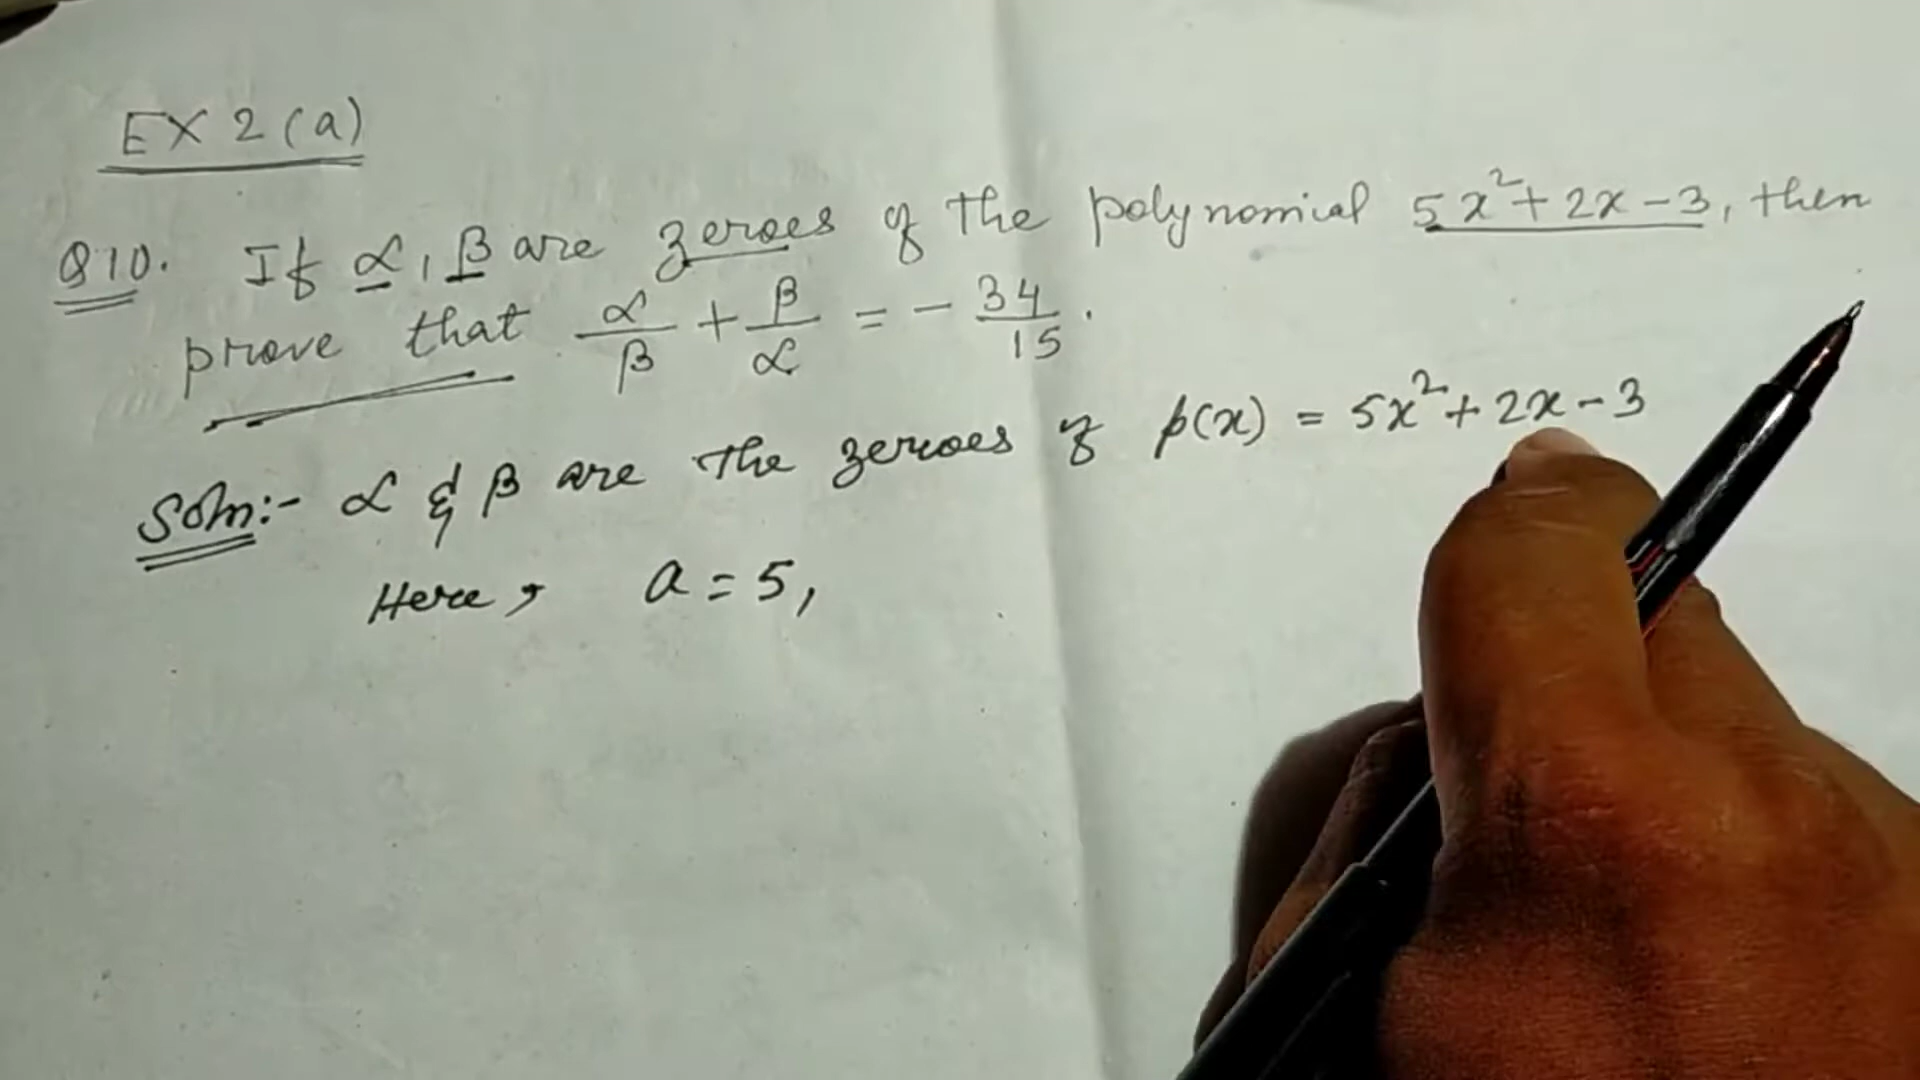 EX 2 (a)
Q10. If α, β are zeroes of the polynomial 5x²+2x-3, then
prove that α/β + β/α = - 34/15.
Soln:- α & β are the zeroes of p(x) = 5x²+2x-3
Here, a = 5,